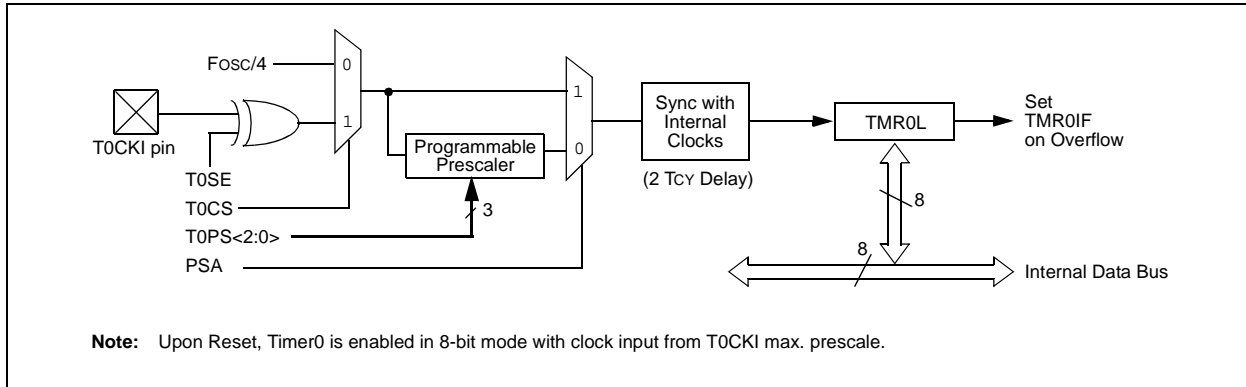 FOSC/4
0
1
T0CKI pin
T0SE
T0CS
T0PS<2:0>
PSA
Programmable
Prescaler
3
1
0
Sync with
Internal
Clocks
(2 TCY Delay)
TMR0L
Set
TMR0IF
on Overflow
8
8
Internal Data Bus
Note: Upon Reset, Timer0 is enabled in 8-bit mode with clock input from T0CKI max. prescale.